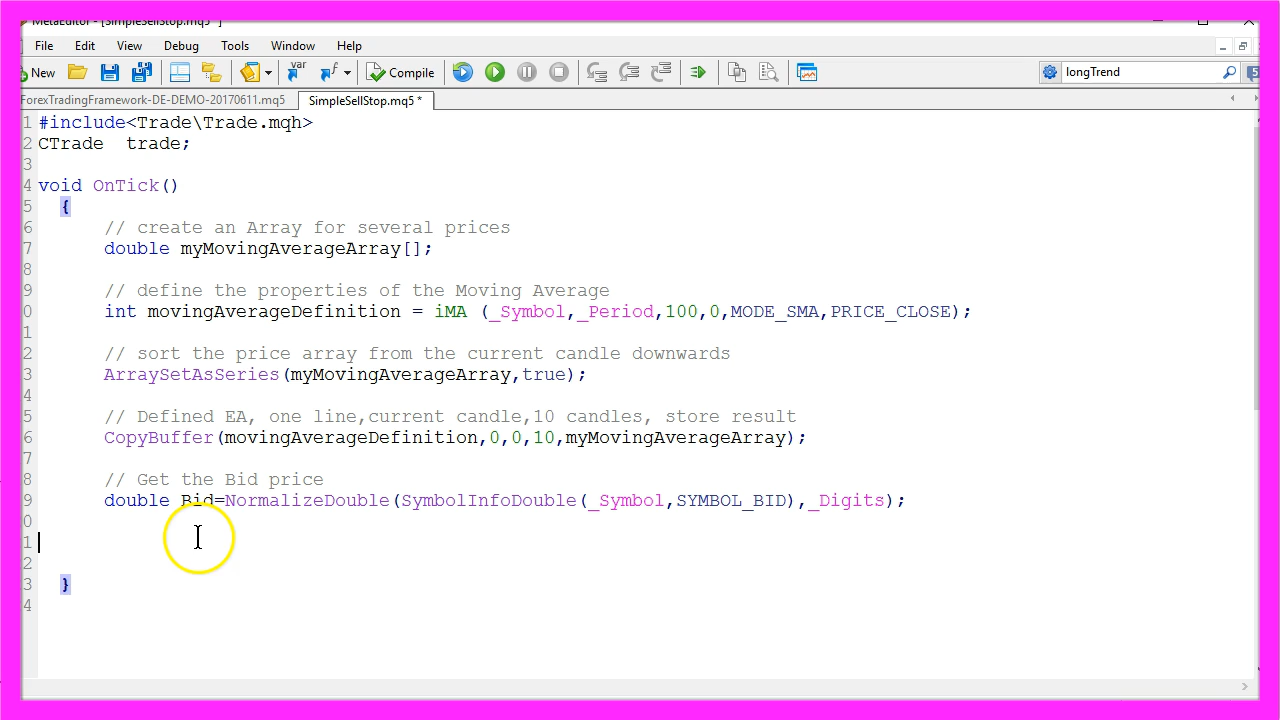 MetaEditor - [SimpleSellStop.mq5 * ]
File Edit View Debug Tools Window Help
New Compile longTrend 5
ForexTradingFramework-DE-DEMO-20170611.mq5 SimpleSellStop.mq5 *
1 #include<Trade\Trade.mqh>
2 CTrade trade;
3
4 void OnTick()
5 {
6 // create an Array for several prices
7 double myMovingAverageArray[];
8
9 // define the properties of the Moving Average
0 int movingAverageDefinition = iMA (_Symbol,_Period,100,0,MODE_SMA,PRICE_CLOSE);
1
2 // sort the price array from the current candle downwards
3 ArraySetAsSeries(myMovingAverageArray,true);
4
5 // Defined EA, one line,current candle,10 candles, store result
6 CopyBuffer(movingAverageDefinition,0,0,10,myMovingAverageArray);
7
8 // Get the Bid price
9 double Bid=NormalizeDouble(SymbolInfoDouble(_Symbol,SYMBOL_BID),_Digits);
0
1
2
3 }
4